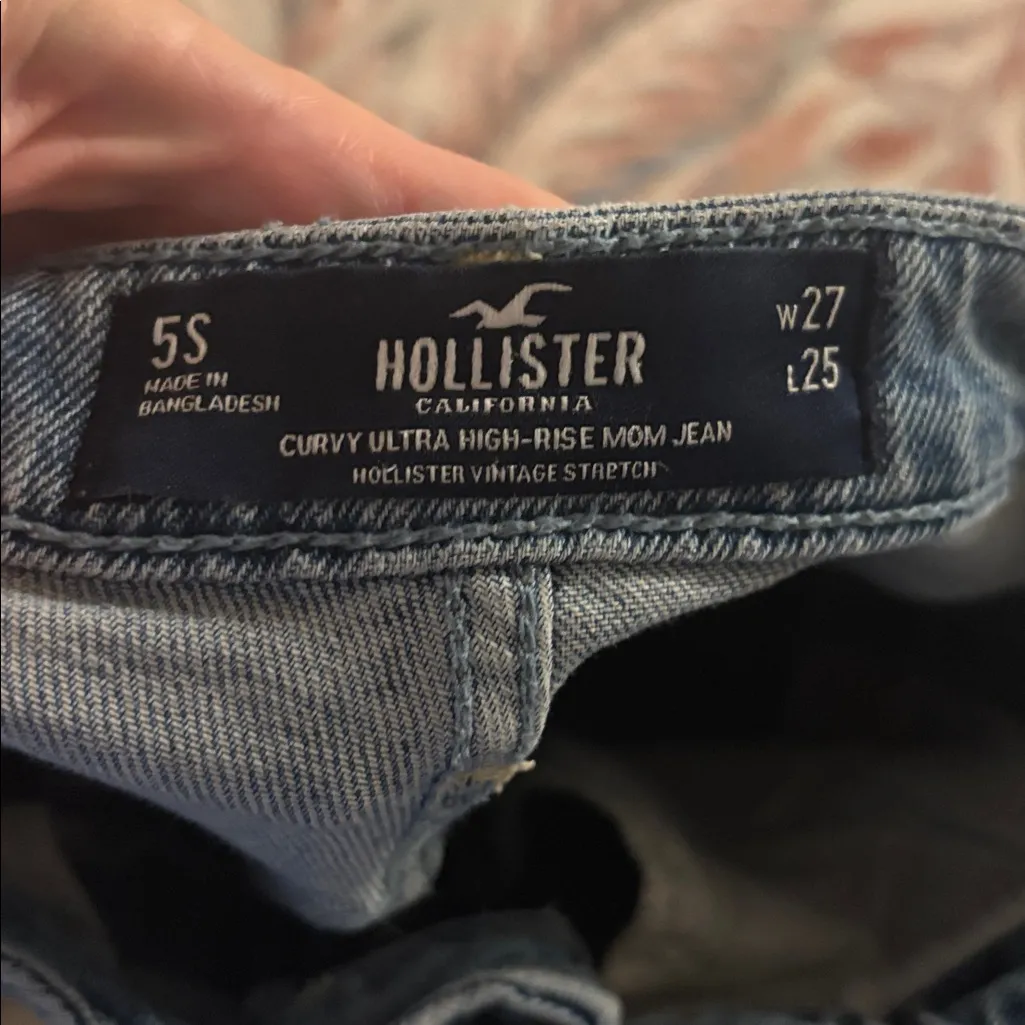 5S
MADE IN
BANGLADESH
HOLLISTER
CALIFORNIA
CURVY ULTRA HIGH-RISE MOM JEAN
HOLLISTER VINTAGE STRETCH
W27
L25